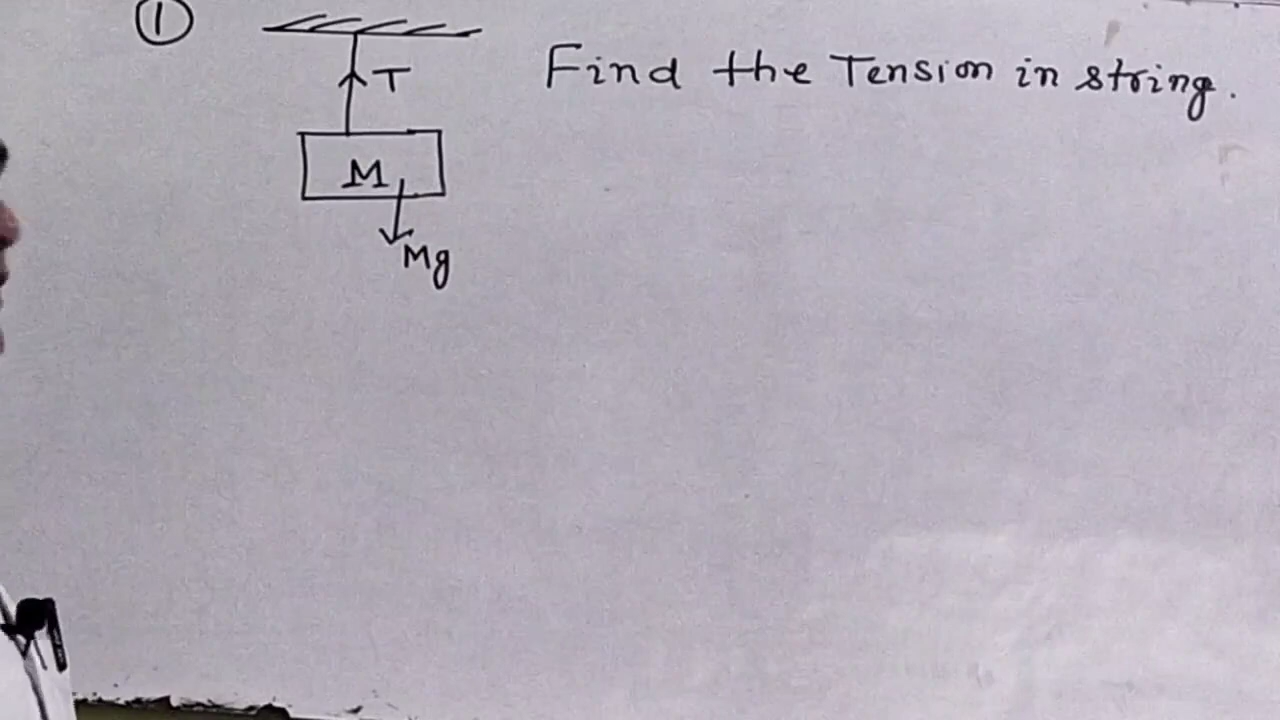 ①
T
Find the Tension in string.
M
Mg